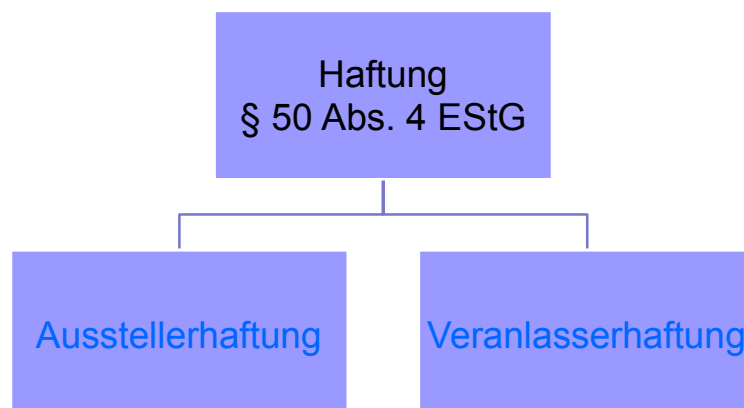 Haftung
§ 50 Abs. 4 EStG
Ausstellerhaftung
Veranlasserhaftung